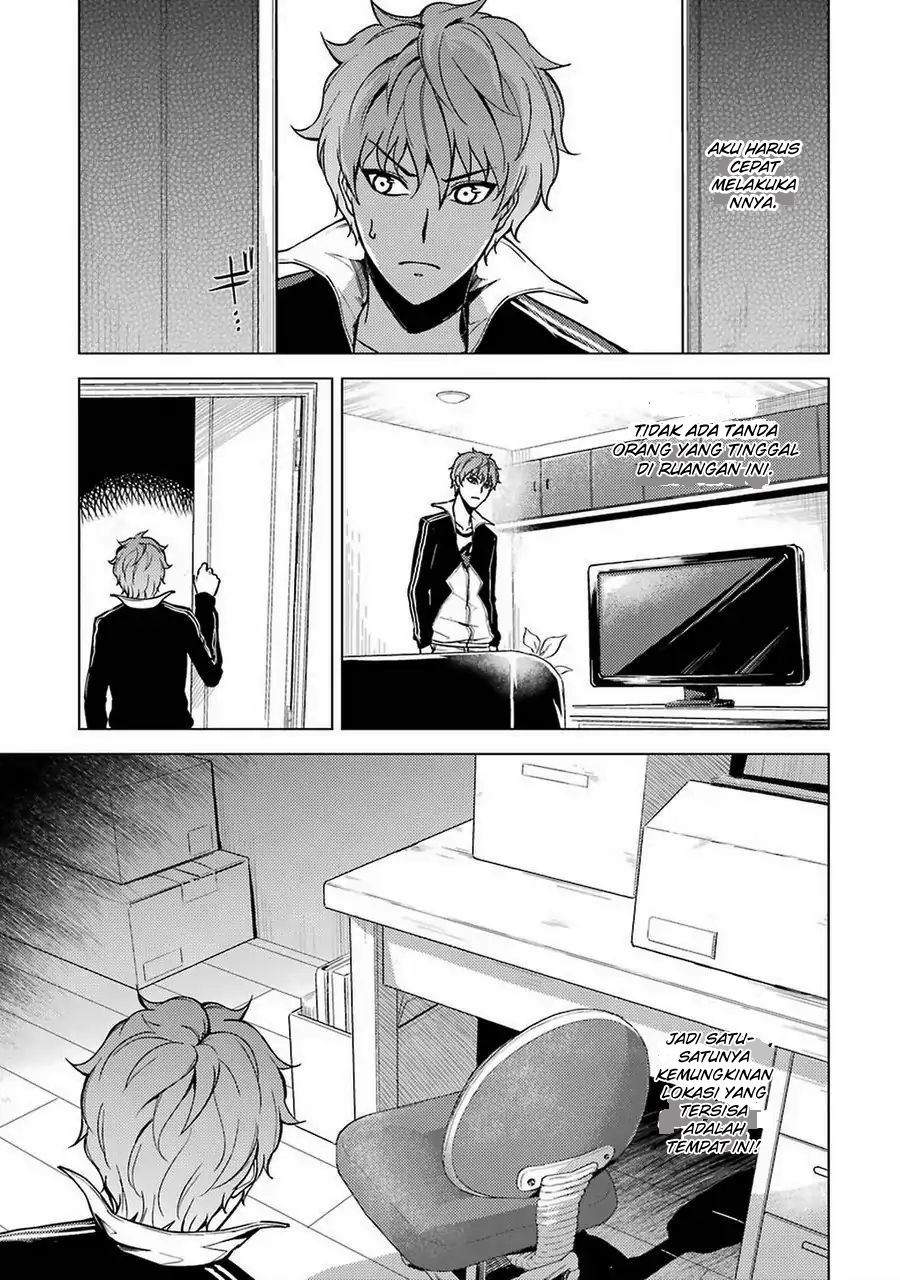 AKU HARUS
CEPAT
MELAKUKA
NNYA.
ギ…
TIDAK ADA TANDA
ORANG YANG TINGGAL
DI RUANGAN INI.
JADI SATU-
SATUNYA
KEMUNGKINAN
LOKASI YANG
TERSISA
ADALAH
TEMPAT INI!